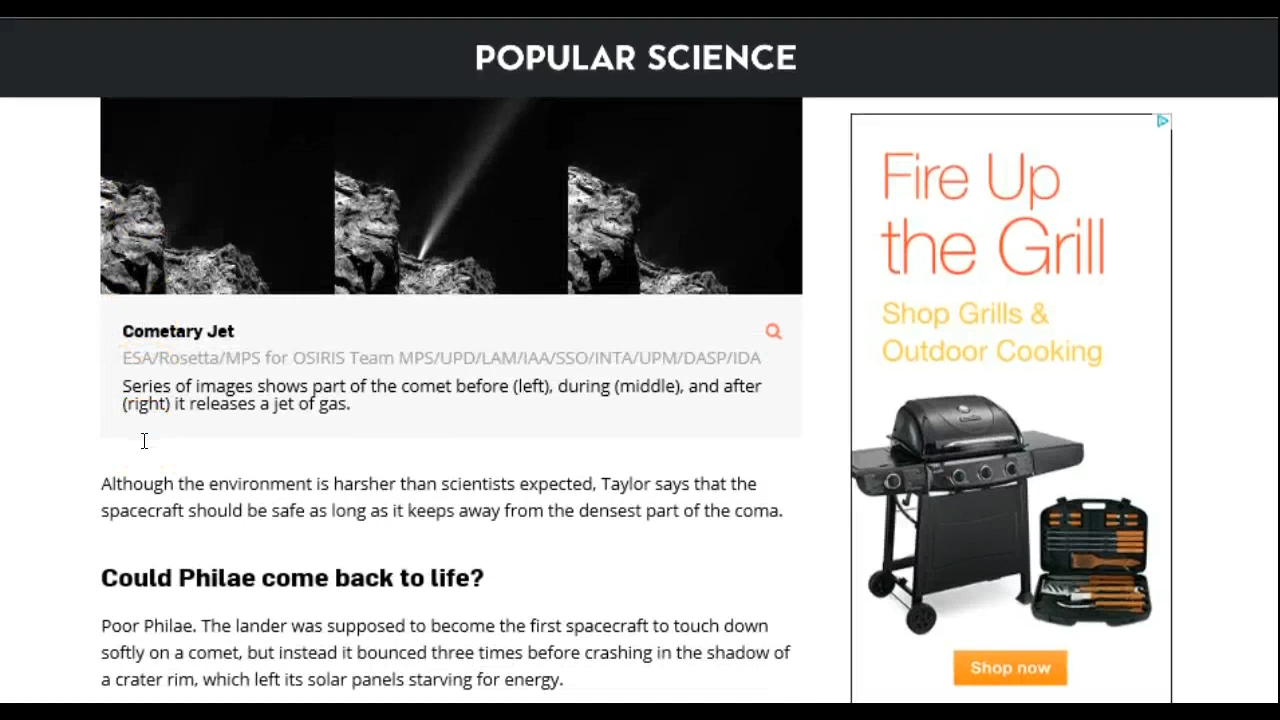 POPULAR SCIENCE
Cometary Jet
ESA/Rosetta/MPS for OSIRIS Team MPS/UPD/LAM/IAA/SSO/INTA/UPM/DASP/IDA
Series of images shows part of the comet before (left), during (middle), and after
(right) it releases a jet of gas.
Although the environment is harsher than scientists expected, Taylor says that the
spacecraft should be safe as long as it keeps away from the densest part of the coma.
Could Philae come back to life?
Poor Philae. The lander was supposed to become the first spacecraft to touch down
softly on a comet, but instead it bounced three times before crashing in the shadow of
a crater rim, which left its solar panels starving for energy.
Fire Up
the Grill
Shop Grills &
Outdoor Cooking
Shop now